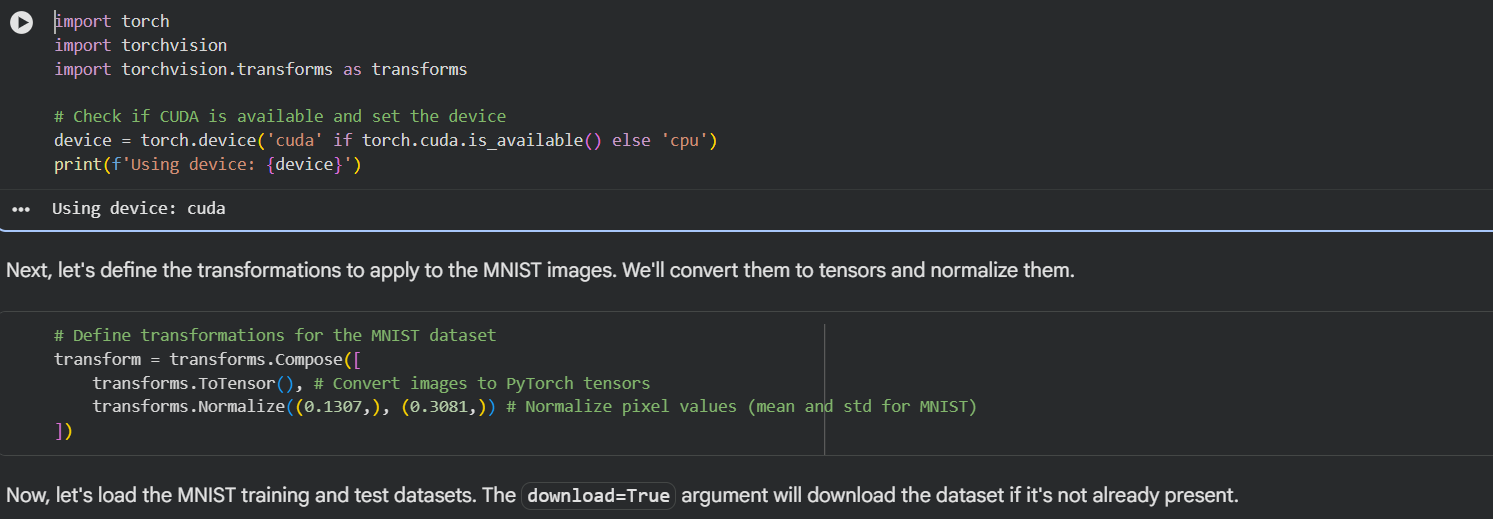 import torch
import torchvision
import torchvision.transforms as transforms
# Check if CUDA is available and set the device
device = torch.device('cuda' if torch.cuda.is_available() else 'cpu')
print(f'Using device: {device}')
Using device: cuda
Next, let's define the transformations to apply to the MNIST images. We'll convert them to tensors and normalize them.
# Define transformations for the MNIST dataset
transform = transforms.Compose([
    transforms.ToTensor(), # Convert images to PyTorch tensors
    transforms.Normalize((0.1307,), (0.3081,)) # Normalize pixel values (mean and std for MNIST)
])
Now, let's load the MNIST training and test datasets. The download=True argument will download the dataset if it's not already present.